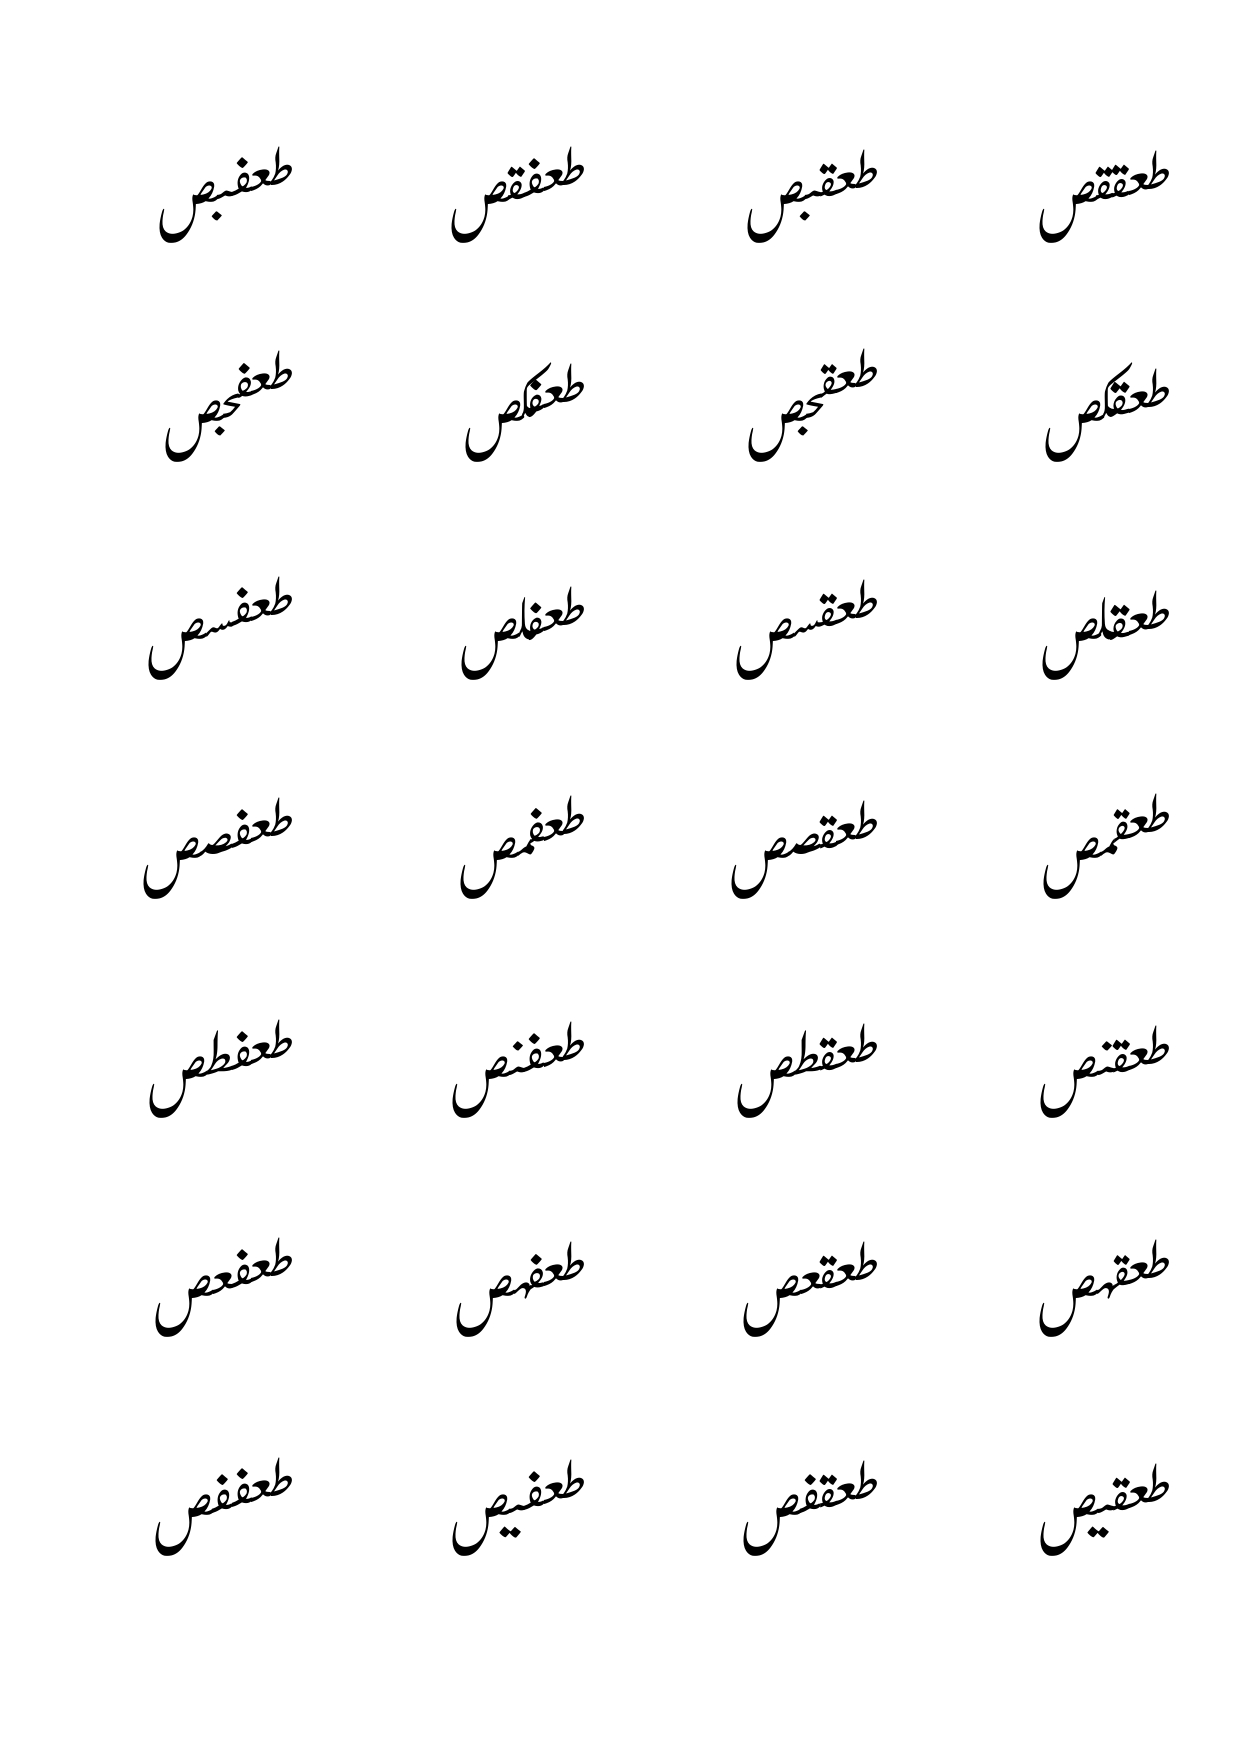 طعققص طعقبص طعفقص طعفبص
طعقكص طعقجص طعفكص طعفجص
طعقلص طعقسص طعفلص طعفسص
طعقمص طعقصص طعفمص طعفصص
طعقنص طعقطص طعفنص طعفطص
طعقهص طعقعص طعفهص طعفعص
طعقيص طعقفص طعفيص طعففص